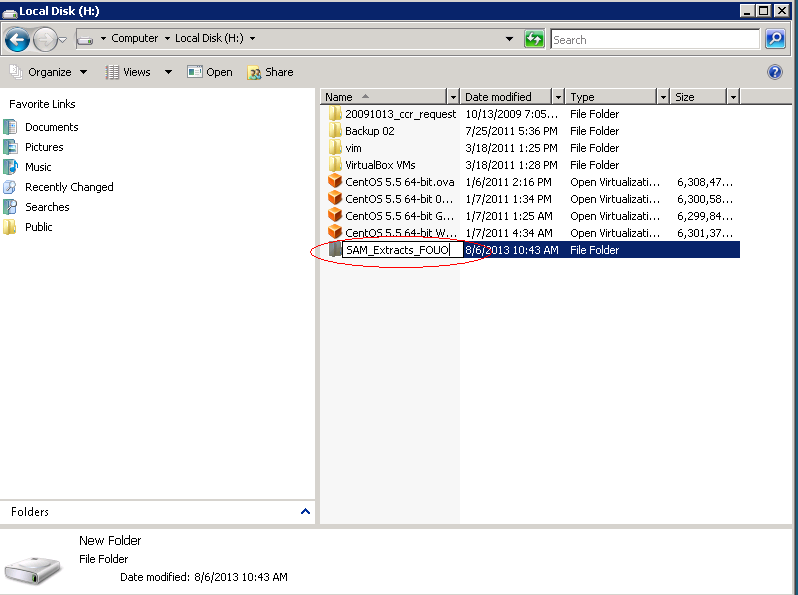 Local Disk (H:)
Computer Local Disk (H:) Search
Organize Views Open Share
Favorite Links
Documents
Pictures
Music
Recently Changed
Searches
Public
Folders
Name Date modified Type Size
20091013_ccr_request 10/13/2009 7:05... File Folder
Backup 02 7/25/2011 5:36 PM File Folder
vim 3/18/2011 1:25 PM File Folder
VirtualBox VMs 3/18/2011 1:28 PM File Folder
CentOS 5.5 64-bit.ova 1/6/2011 2:16 PM Open Virtualizati... 6,308,47...
CentOS 5.5 64-bit 0... 1/7/2011 1:34 PM Open Virtualizati... 6,300,58...
CentOS 5.5 64-bit G... 1/7/2011 1:25 AM Open Virtualizati... 6,299,84...
CentOS 5.5 64-bit W... 1/7/2011 4:34 AM Open Virtualizati... 6,301,37...
SAM_Extracts_FOUO 8/6/2013 10:43 AM File Folder
New Folder
File Folder
Date modified: 8/6/2013 10:43 AM